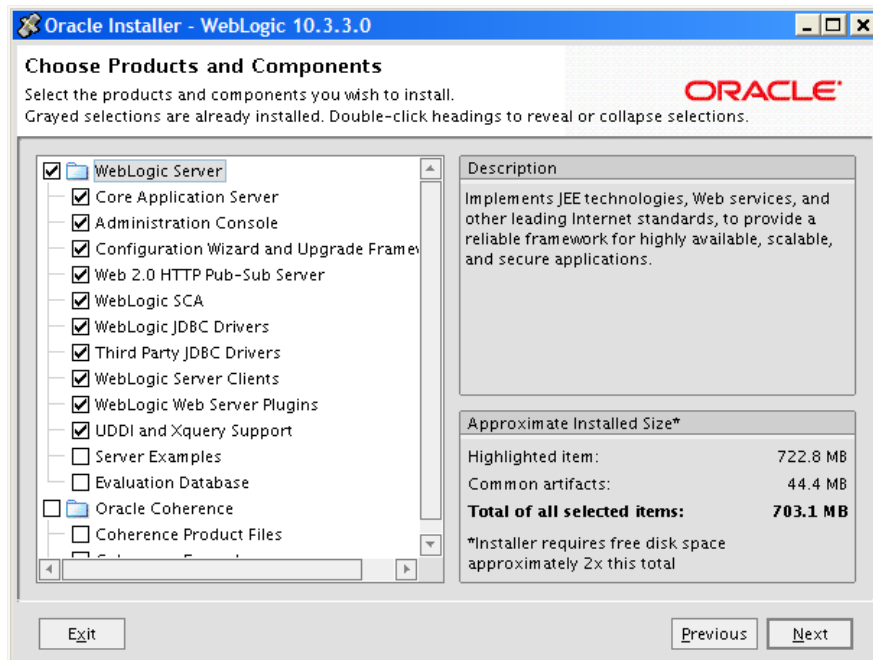 Oracle Installer - WebLogic 10.3.3.0
Choose Products and Components
Select the products and components you wish to install.
Grayed selections are already installed. Double-click headings to reveal or collapse selections.
ORACLE
WebLogic Server
Core Application Server
Administration Console
Configuration Wizard and Upgrade
Web 2.0 HTTP Pub-Sub Server
WebLogic SCA
WebLogic JDBC Drivers
Third Party JDBC Drivers
WebLogic Server Clients
WebLogic Web Server Plugins
UDDI and Xquery Support
Server Examples
Evaluation Database
Oracle Coherence
Coherence Product Files
Description
Implements JEE technologies, Web services, and
other leading Internet standards, to provide a
reliable framework for highly available, scalable,
and secure applications.
Approximate Installed Size*
Highlighted item: 722.8 MB
Common artifacts: 44.4 MB
Total of all selected items: 703.1 MB
*Installer requires free disk space
approximately 2x this total
Exit
Previous
Next